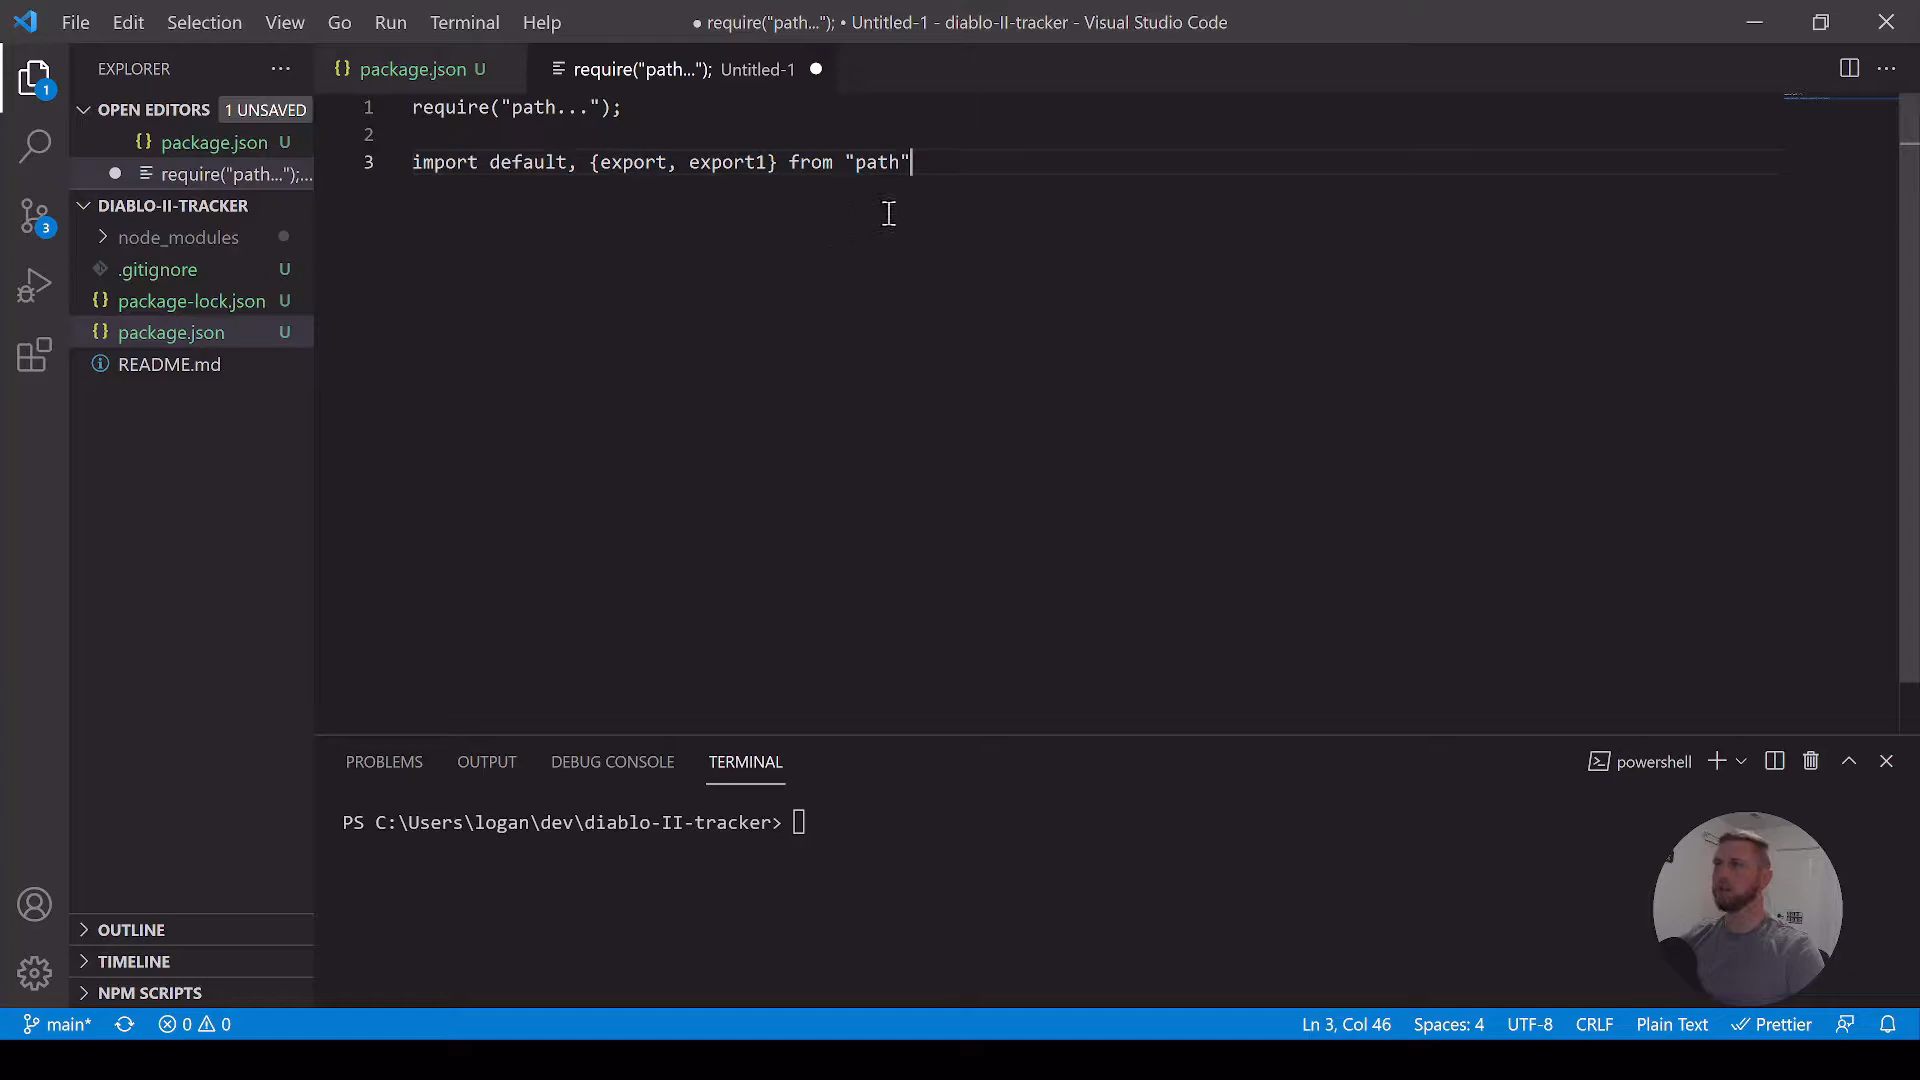 File Edit Selection View Go Run Terminal Help
● require("path..."); • Untitled-1 - diablo-II-tracker - Visual Studio Code
EXPLORER
OPEN EDITORS 1 UNSAVED
{} package.json U
require("path...");...
DIABLO-II-TRACKER
node_modules
.gitignore U
{} package-lock.json U
{} package.json U
README.md
OUTLINE
TIMELINE
NPM SCRIPTS
1
3
{} package.json U
require("path..."); Untitled-1
1 require("path...");
2
3 import default, {export, export1} from "path"
PROBLEMS OUTPUT DEBUG CONSOLE TERMINAL
powershell
PS C:\Users\logan\dev\diablo-II-tracker>
main* 0 0
Ln 3, Col 46 Spaces: 4 UTF-8 CRLF Plain Text Prettier